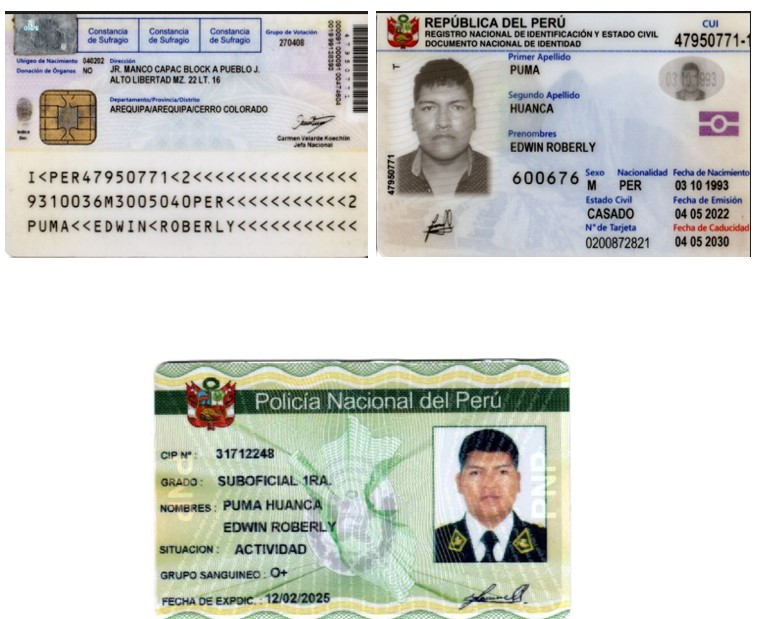 Constancia de Sufragio
Constancia de Sufragio
Constancia de Sufragio
Grupo de Votación
270408
Ubigeo de Nacimiento 040202
Donación de Órganos NO
Dirección
JR. MANCO CAPAC BLOCK A PUEBLO J.
ALTO LIBERTAD MZ. 22 LT. 16
Departamento/Provincia/Distrito
AREQUIPA/AREQUIPA/CERRO COLORADO
Carmen Velarde Koechlin
Jefa Nacional
I<PER47950771<2<<<<<<<<<<<<<<<
9310036M3005040PER<<<<<<<<<<<2
PUMA<<EDWIN<ROBERLY<<<<<<<<<<<
REPÚBLICA DEL PERÚ
REGISTRO NACIONAL DE IDENTIFICACIÓN Y ESTADO CIVIL
DOCUMENTO NACIONAL DE IDENTIDAD
CUI
47950771-1
Primer Apellido
PUMA
Segundo Apellido
HUANCA
Prenombres
EDWIN ROBERLY
03 10 1993
T
47950771
600676
Sexo Nacionalidad Fecha de Nacimiento
M PER 03 10 1993
Estado Civil Fecha de Emisión
CASADO 04 05 2022
N° de Tarjeta Fecha de Caducidad
0200872821 04 05 2030
Policía Nacional del Perú
CIP N° : 31712248
GRADO : SUBOFICIAL 1RA.
NOMBRES : PUMA HUANCA
EDWIN ROBERLY
SITUACION : ACTIVIDAD
GRUPO SANGUINEO : O+
FECHA DE EXPDIC. : 12/02/2025
PNP